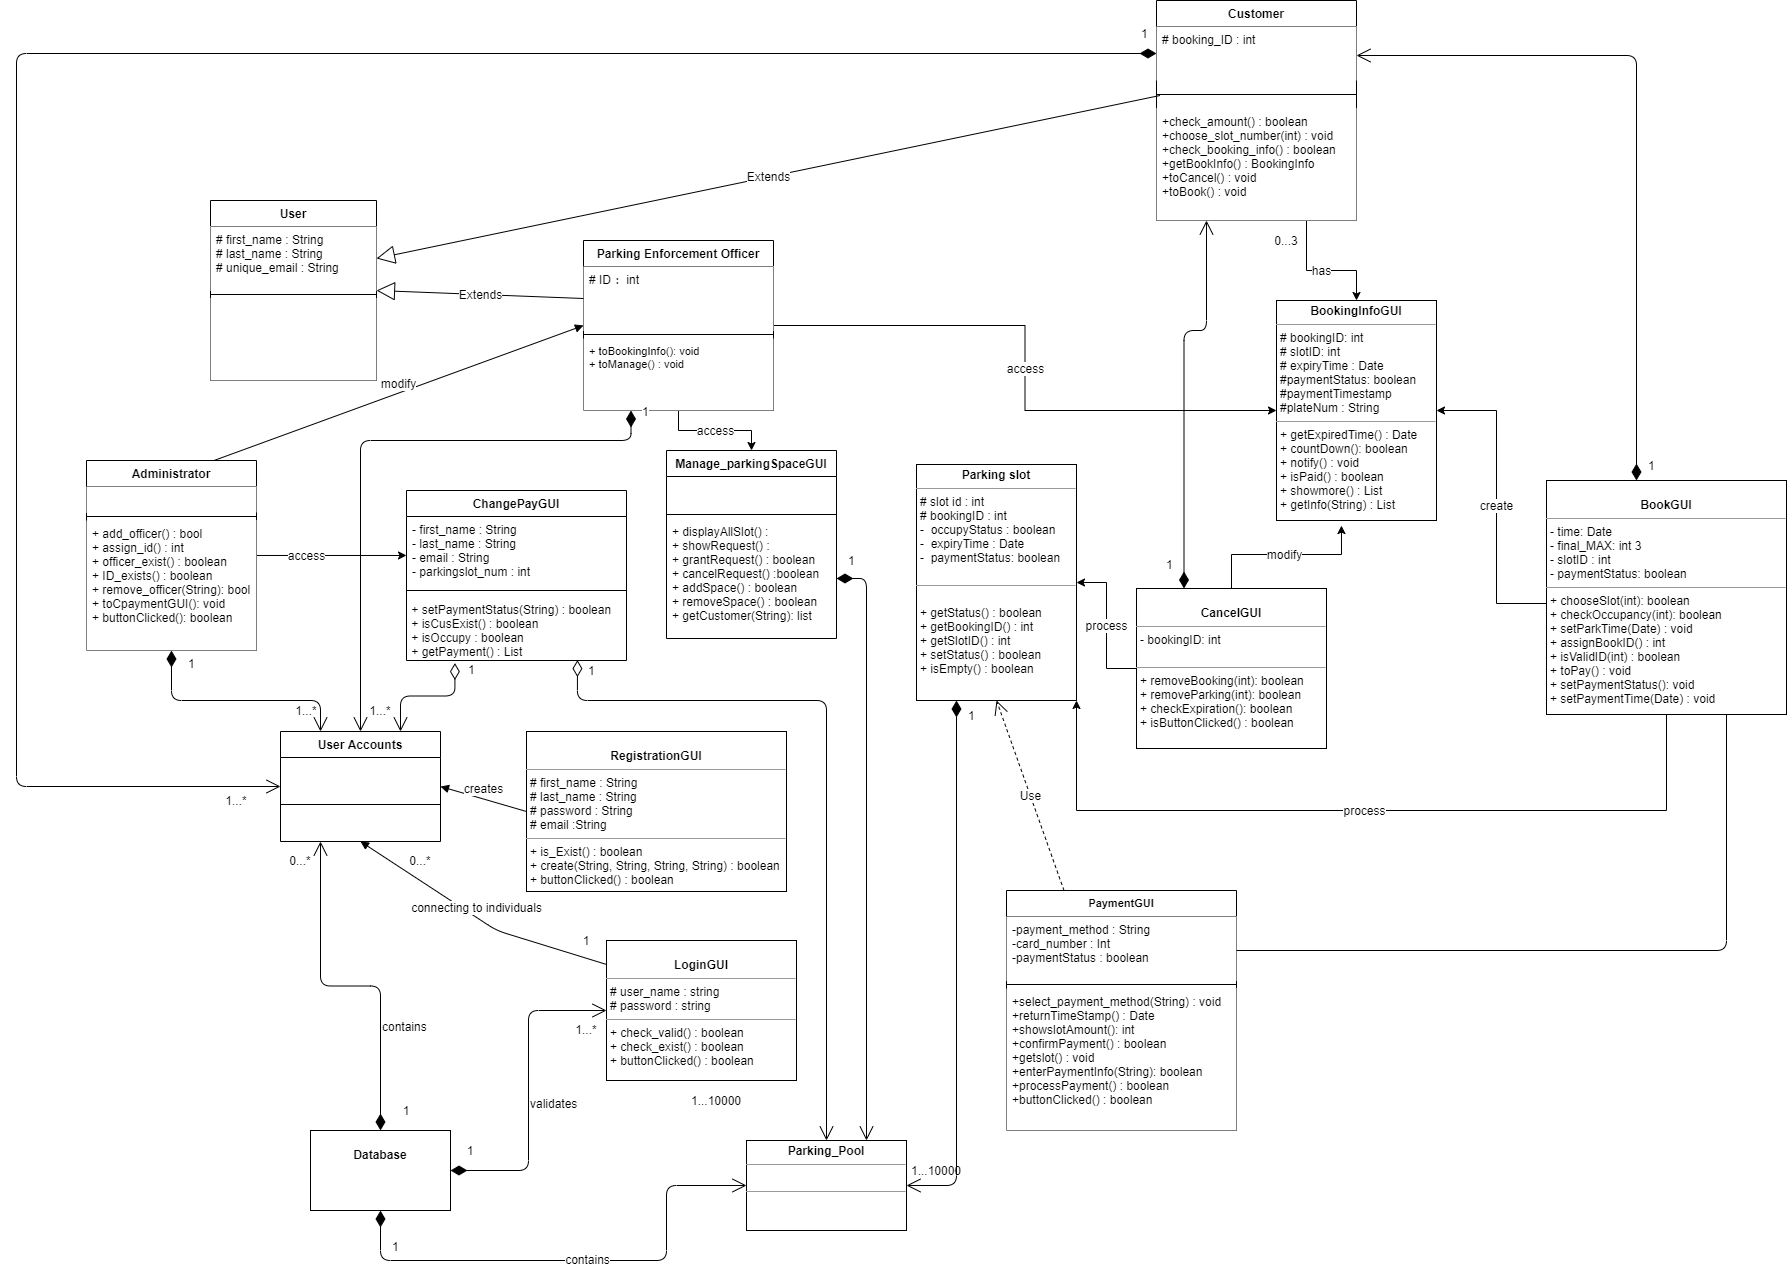 Customer
# booking_ID : int
+check_amount() : boolean
+choose_slot_number(int) : void
+check_booking_info() : boolean
+getBookInfo() : BookingInfo
+toCancel() : void
+toBook() : void
1
Extends
User
# first_name : String
# last_name : String
# unique_email : String
Extends
Parking Enforcement Officer
# ID : int
+ toBookingInfo(): void
+ toManage() : void
0...3
has
BookingInfoGUI
# bookingID: int
# slotID: int
# expiryTime : Date
#paymentStatus: boolean
#paymentTimestamp
#plateNum : String
+ getExpiredTime() : Date
+ countDown(): boolean
+ notify() : void
+ isPaid() : boolean
+ showmore() : List
+ getInfo(String) : List
access
modify
1
access
Administrator
+ add_officer() : bool
+ assign_id() : int
+ officer_exist() : boolean
+ ID_exists() : boolean
+ remove_officer(String): bool
+ toCpaymentGUI(): void
+ buttonClicked(): boolean
access
ChangePayGUI
- first_name : String
- last_name : String
- email : String
- parkingslot_num : int
+ setPaymentStatus(String) : boolean
+ isCusExist() : boolean
+ isOccupy : boolean
+ getPayment() : List
Manage_parkingSpaceGUI
+ displayAllSlot() :
+ showRequest() :
+ grantRequest() : boolean
+ cancelRequest :boolean
+ addSpace() : boolean
+ removeSpace() : boolean
+ getCustomer(String): list
1
Parking slot
# slot id : int
# bookingID : int
- occupyStatus : boolean
- expiryTime : Date
- paymentStatus: boolean
+ getStatus() : boolean
+ getBookingID() : int
+ getSlotID() : int
+ setStatus() : boolean
+ isEmpty() : boolean
create
1
BookGUI
- time: Date
- final_MAX: int 3
- slotID : int
- paymentStatus: boolean
+ chooseSlot(int): boolean
+ checkOccupancy(int): boolean
+ setParkTime(Date) : void
+ assignBookID() : int
+ isValidID(int) : boolean
+ toPay() : void
+ setPaymentStatus(): void
+ setPaymentTime(Date) : void
modify
1
CancelGUI
- bookingID: int
+ removeBooking(int): boolean
+ removeParking(int): boolean
+ checkExpiration(): boolean
+ isButtonClicked() : boolean
process
1
1
1
1
1...*
1...*
User Accounts
1...*
creates
RegistrationGUI
# first_name : String
# last_name : String
# password : String
# email :String
+ is_Exist() : boolean
+ create(String, String, String, String) : boolean
+ buttonClicked() : boolean
Use
process
0...*
0...*
connecting to individuals
1
LoginGUI
# user_name : string
# password : string
+ check_valid() : boolean
+ check_exist() : boolean
+ buttonClicked() : boolean
PaymentGUI
-payment_method : String
-card_number : Int
-paymentStatus : boolean
+select_payment_method(String) : void
+returnTimeStamp() : Date
+showslotAmount(): int
+confirmPayment() : boolean
+getslot() : void
+enterPaymentInfo(String): boolean
+processPayment() : boolean
+buttonClicked() : boolean
contains
1...*
validates
1...10000
1
Database
1
1
Parking_Pool
1...10000
contains